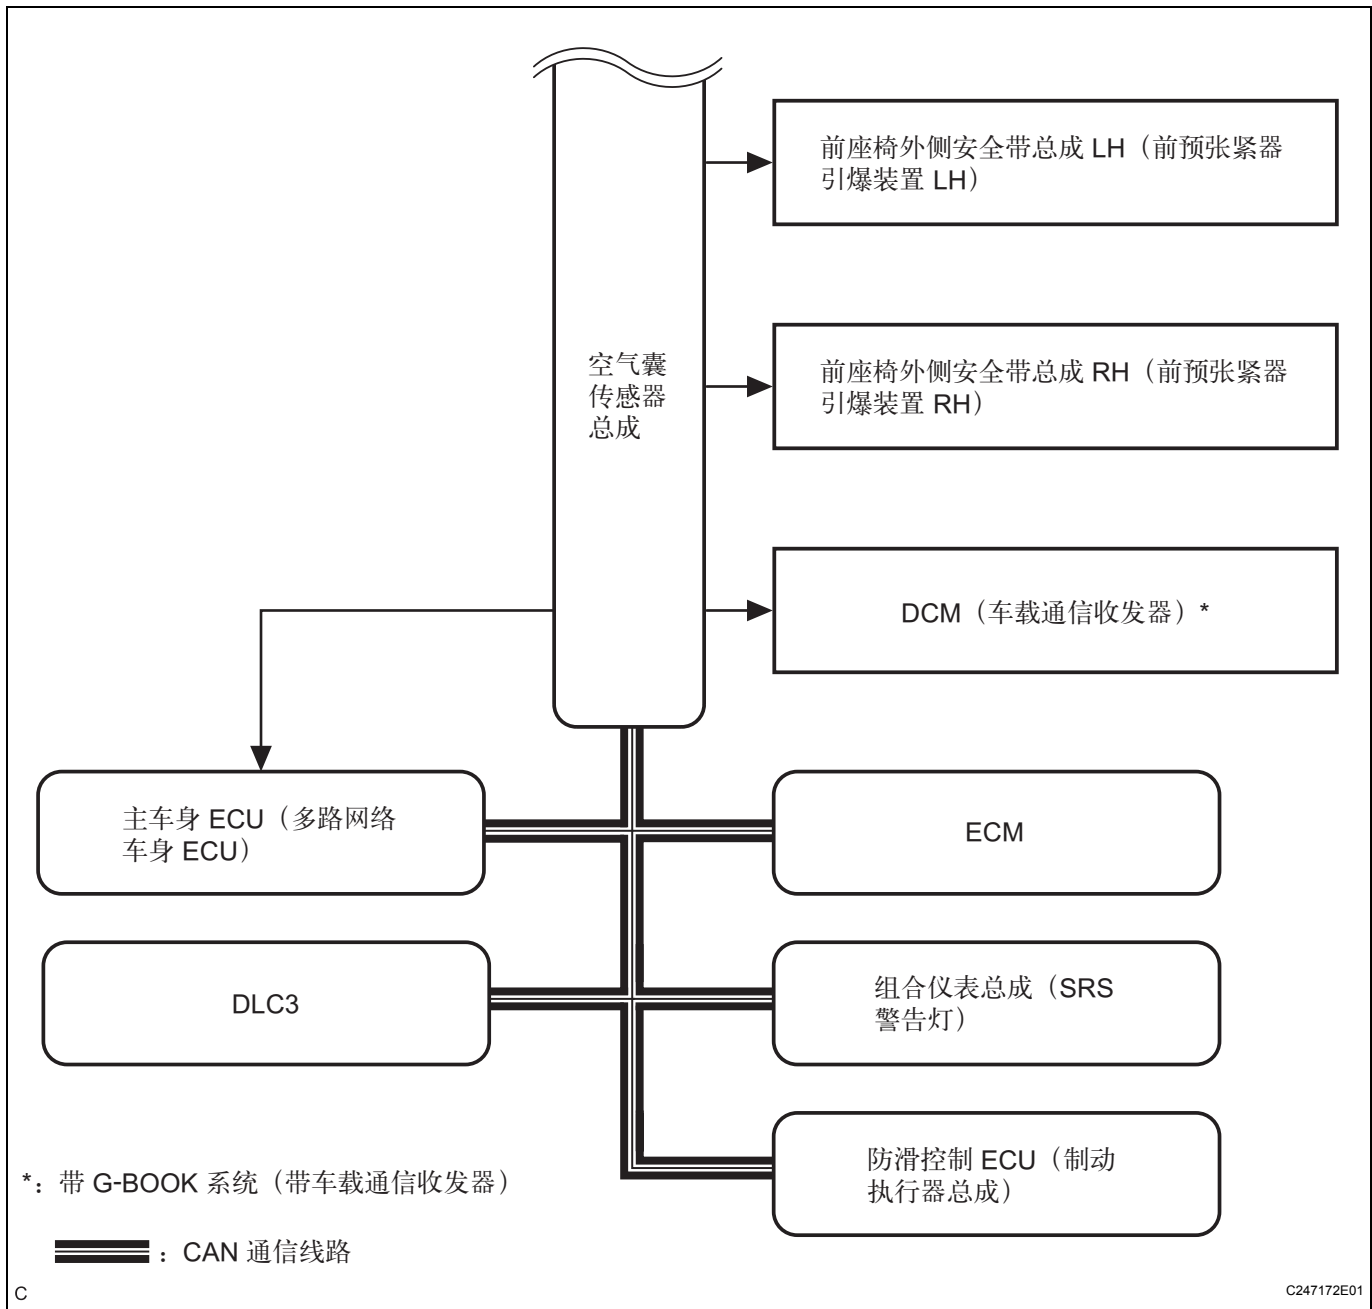 前座椅外侧安全带总成 LH（前预张紧器
引爆装置 LH）
前座椅外侧安全带总成 RH（前预张紧器
引爆装置 RH）
空气囊
传感器
总成
DCM（车载通信收发器）*
主车身 ECU（多路网络
车身 ECU）
ECM
DLC3
组合仪表总成（SRS
警告灯）
防滑控制 ECU（制动
执行器总成）
*：带 G-BOOK 系统（带车载通信收发器）
：CAN 通信线路
C
C247172E01